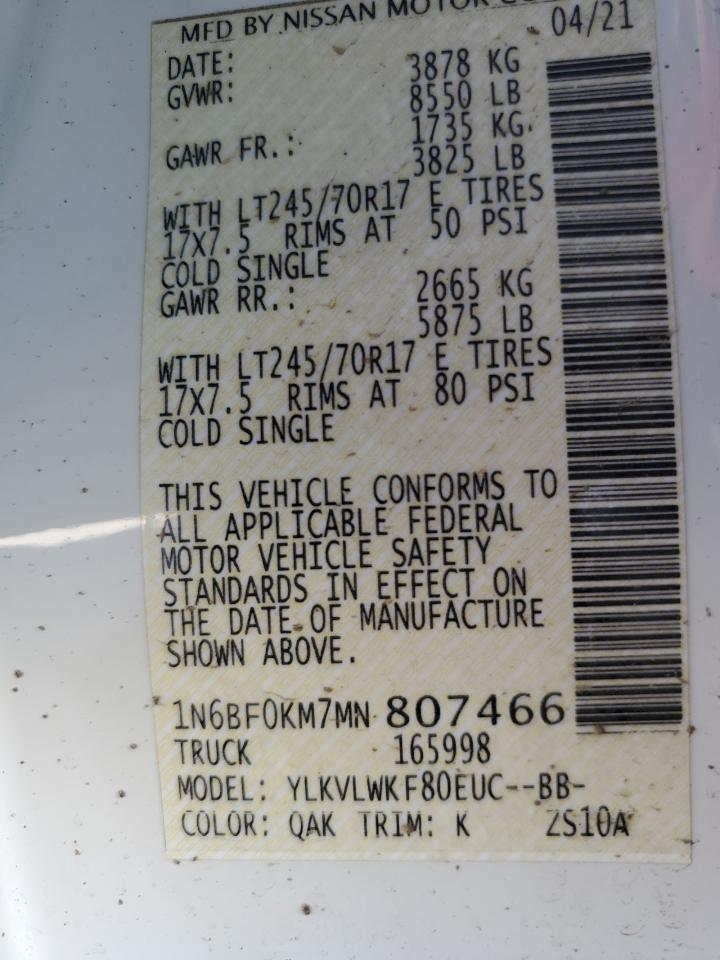 MFD BY NISSAN MOTOR CO
DATE: 04/21
GVWR: 3878 KG
8550 LB
GAWR FR.: 1735 KG
3825 LB
WITH LT245/70R17 E TIRES
17X7.5 RIMS AT 50 PSI
COLD SINGLE
GAWR RR.: 2665 KG
5875 LB
WITH LT245/70R17 E TIRES
17X7.5 RIMS AT 80 PSI
COLD SINGLE
THIS VEHICLE CONFORMS TO
ALL APPLICABLE FEDERAL
MOTOR VEHICLE SAFETY
STANDARDS IN EFFECT ON
THE DATE OF MANUFACTURE
SHOWN ABOVE.
1N6BF0KM7MN 807466
TRUCK 165998
MODEL: YLKVLWKF80EUC--BB-
COLOR: QAK TRIM: K ZS10A